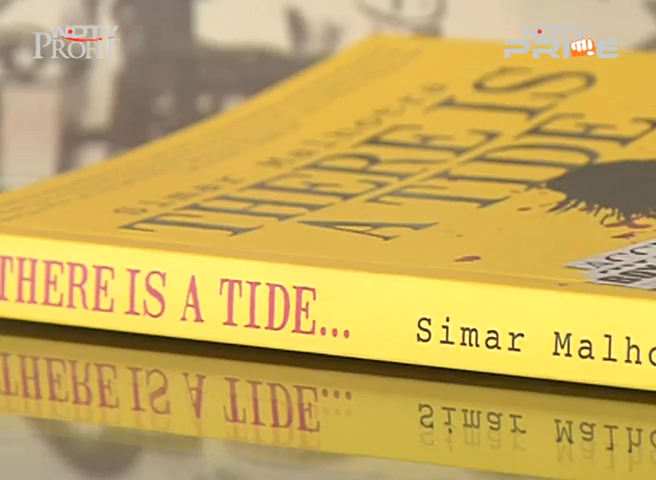 NDTV
PROFIT
NDTV
PRIME
Simar Malhotra
THERE IS
A TIDE
THERE IS A TIDE... Simar Malho